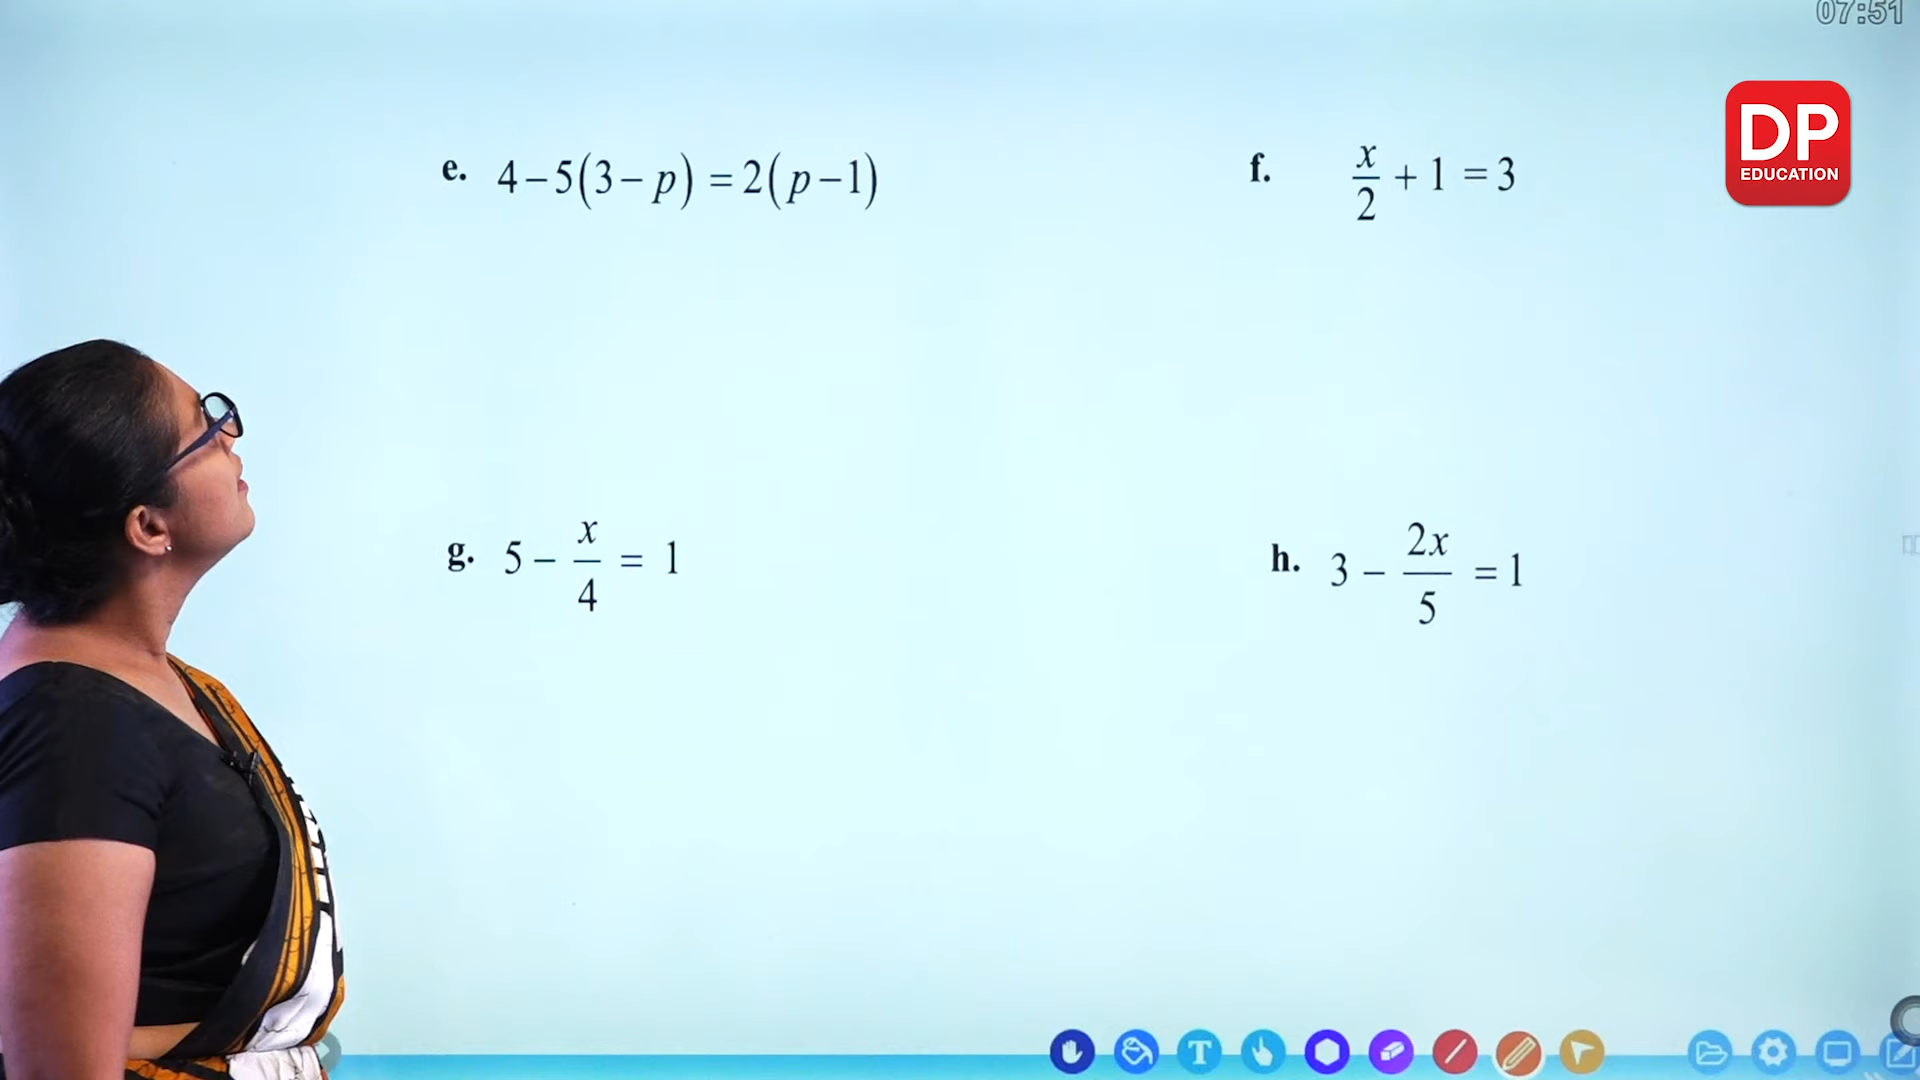 07:51
DP
EDUCATION
e. 4 − 5(3 − p) = 2(p − 1)
f. x/2 + 1 = 3
g. 5 − x/4 = 1
h. 3 − 2x/5 = 1
T